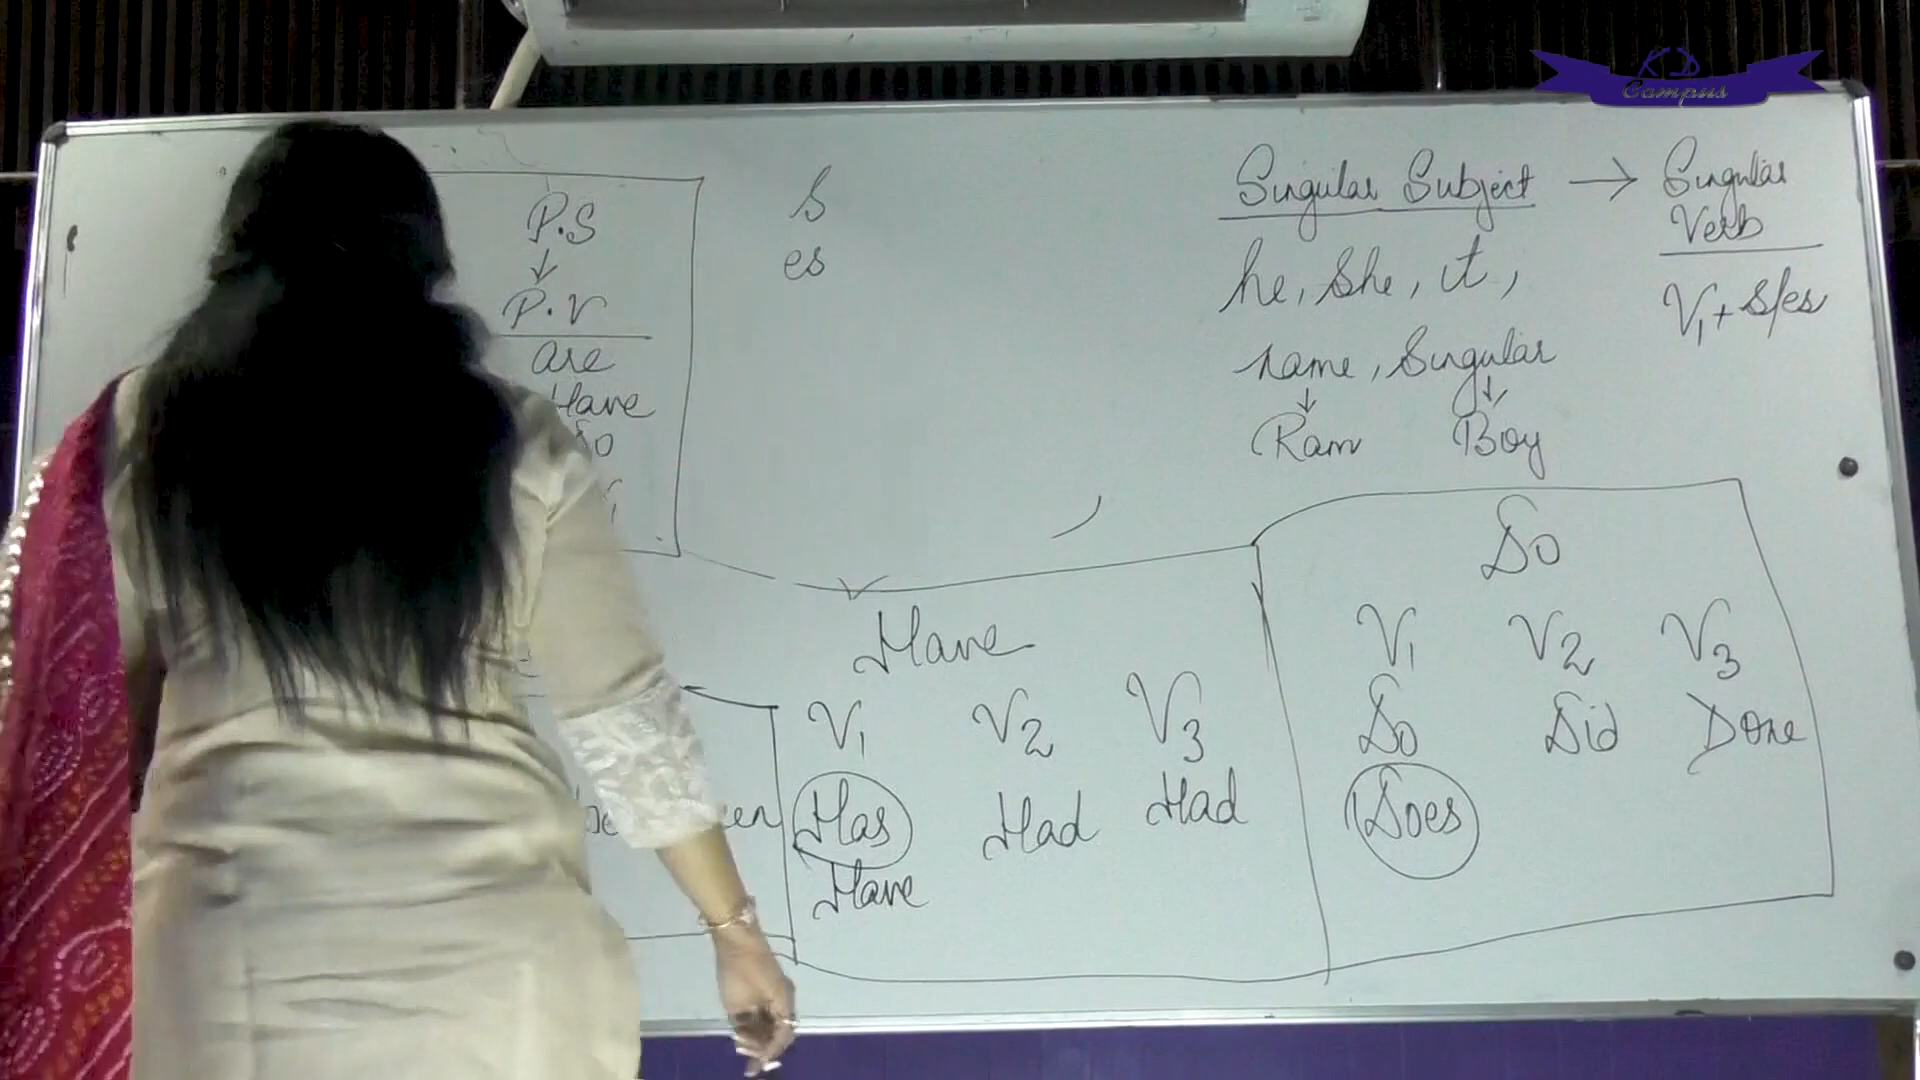 KD
Campus
P.S
↓
P.V
are
Have
Do
S
es
Singular Subject → Singular
Verb
he, She, it,
V1 + s/es
name, Singular
↓ ↓
Ram Boy
Have
V1 V2 V3
Has Had Had
Have
Do
V1 V2 V3
Do Did Done
Does